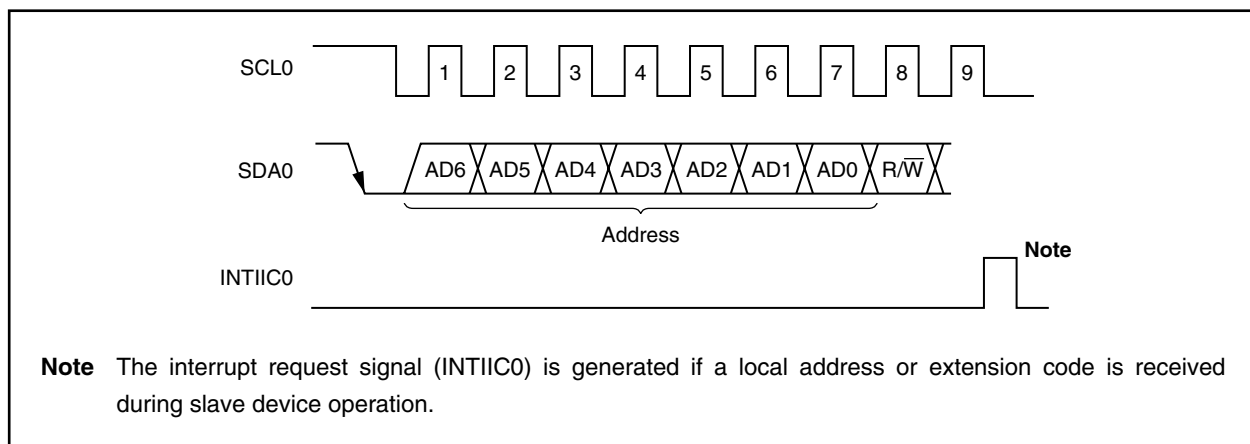 SCL0 1 2 3 4 5 6 7 8 9
SDA0 AD6 AD5 AD4 AD3 AD2 AD1 AD0 R/W̅
Address
INTIIC0 Note
Note The interrupt request signal (INTIIC0) is generated if a local address or extension code is received
during slave device operation.